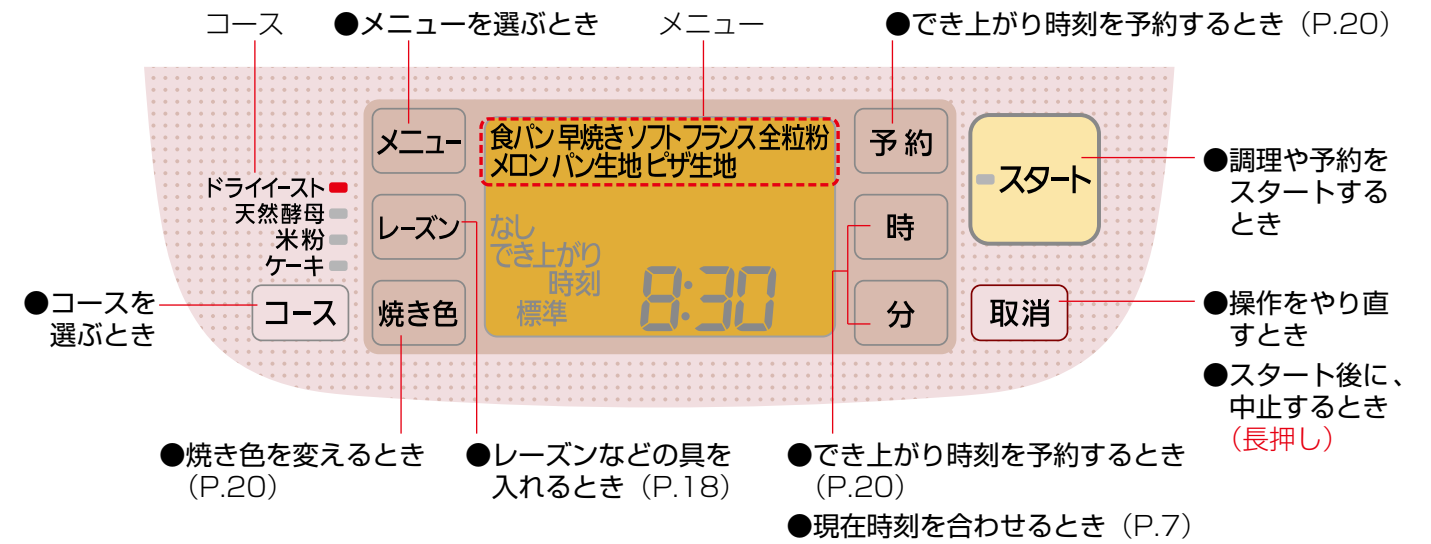 コース
●メニューを選ぶとき
メニュー
●でき上がり時刻を予約するとき（P.20）
メニュー
食パン 早焼き ソフト フランス 全粒粉
メロンパン生地 ピザ生地
予約
スタート
●調理や予約を
スタートする
とき
ドライイースト
天然酵母
米粉
ケーキ
レーズン
なし
でき上がり
時刻
標準
8:30
時
●コースを
選ぶとき
コース
焼き色
分
取消
●操作をやり直
すとき
●スタート後に、
中止するとき
（長押し）
●焼き色を変えるとき
（P.20）
●レーズンなどの具を
入れるとき（P.18）
●でき上がり時刻を予約するとき
（P.20）
●現在時刻を合わせるとき（P.7）